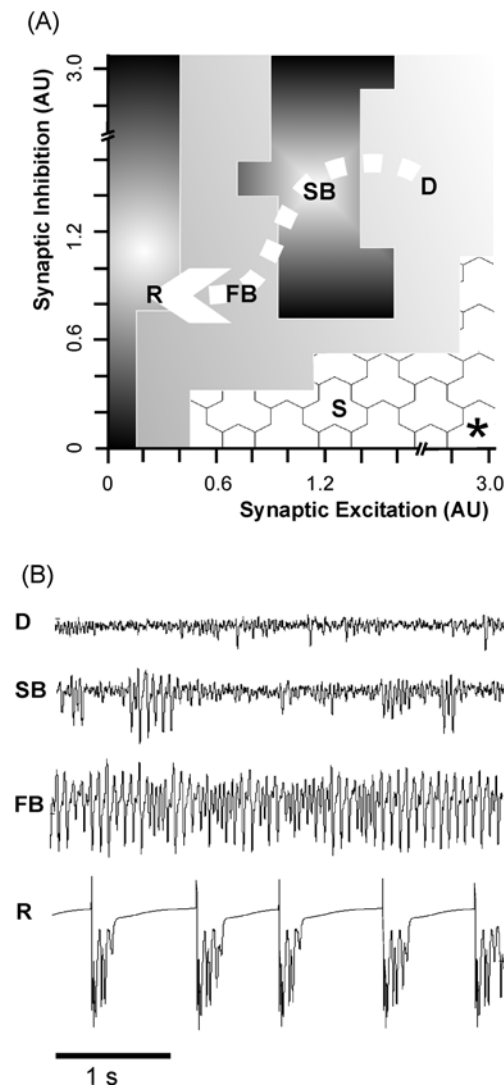 (A)
Synaptic Inhibition (AU)
3.0
1.2
0.6
0
R
FB
SB
D
S
*
0
0.6
1.2
3.0
Synaptic Excitation (AU)
(B)
D
SB
FB
R
1 s